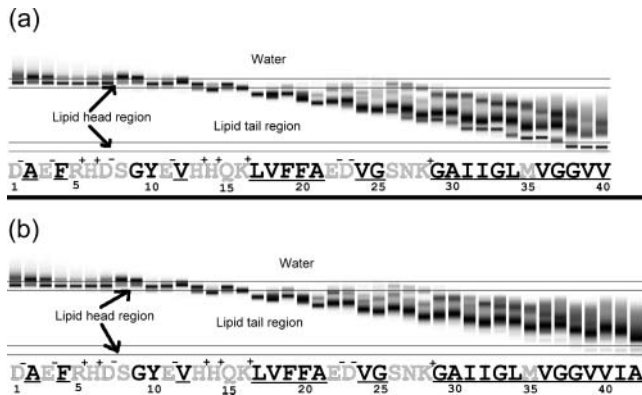 (a)
Water
Lipid head region
Lipid tail region
- - + + - - + + + - - +
DAEFRHDSGYEVHHQKLVFFAEDVGSNKGAIIGLMVGGVV
1 5 10 15 20 25 30 35 40
(b)
Water
Lipid head region
Lipid tail region
- - + + - - + + + - - +
DAEFRHDSGYEVHHQKLVFFAEDVGSNKGAIIGLMVGGVVIA
1 5 10 15 20 25 30 35 40